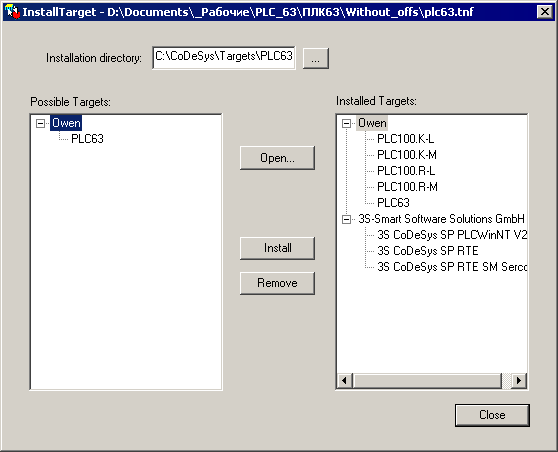 InstallTarget - D:\Documents\_Рабочие\PLC_63\ПЛК63\Without_offs\plc63.tnf
Installation directory: C:\CoDeSys\Targets\PLC63 ...
Possible Targets:
Owen
PLC63
Open...
Install
Remove
Installed Targets:
Owen
PLC100.K-L
PLC100.K-M
PLC100.R-L
PLC100.R-M
PLC63
3S-Smart Software Solutions GmbH
3S CoDeSys SP PLCWinNT V2
3S CoDeSys SP RTE
3S CoDeSys SP RTE SM Serco
Close